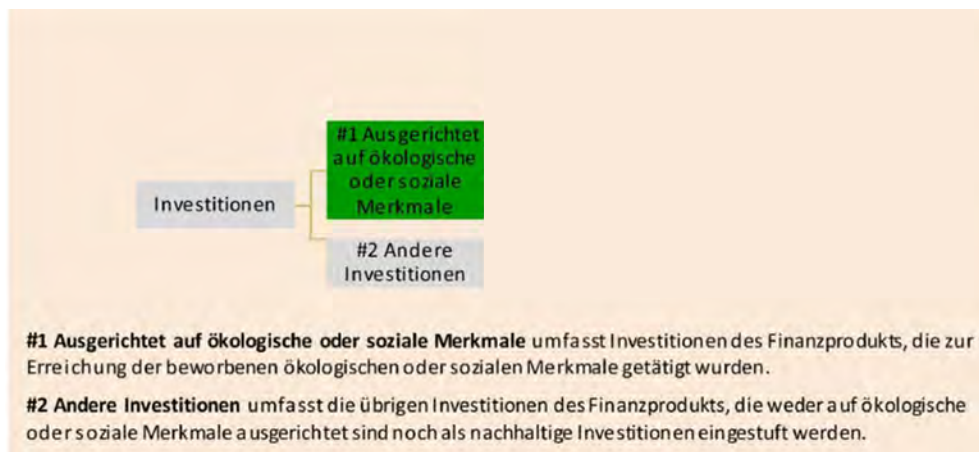 #1 Ausgerichtet
auf ökologische
oder soziale
Merkmale
Investitionen
#2 Andere
Investitionen
#1 Ausgerichtet auf ökologische oder soziale Merkmale umfasst Investitionen des Finanzprodukts, die zur
Erreichung der beworbenen ökologischen oder sozialen Merkmale getätigt wurden.
#2 Andere Investitionen umfasst die übrigen Investitionen des Finanzprodukts, die weder auf ökologische
oder soziale Merkmale ausgerichtet sind noch als nachhaltige Investitionen eingestuft werden.